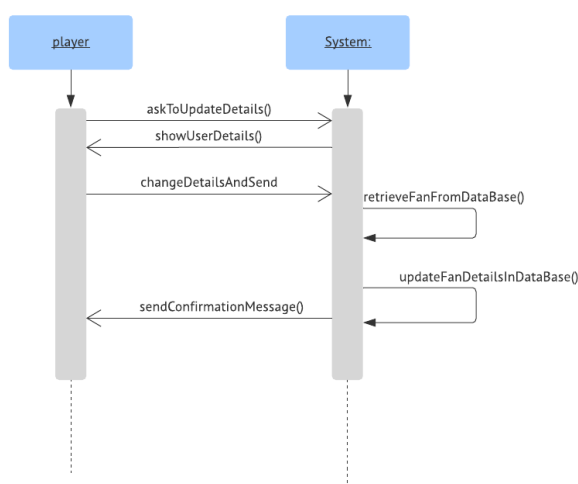 player
System:
askToUpdateDetails()
showUserDetails()
changeDetailsAndSend
retrieveFanFromDataBase()
updateFanDetailsInDataBase()
sendConfirmationMessage()